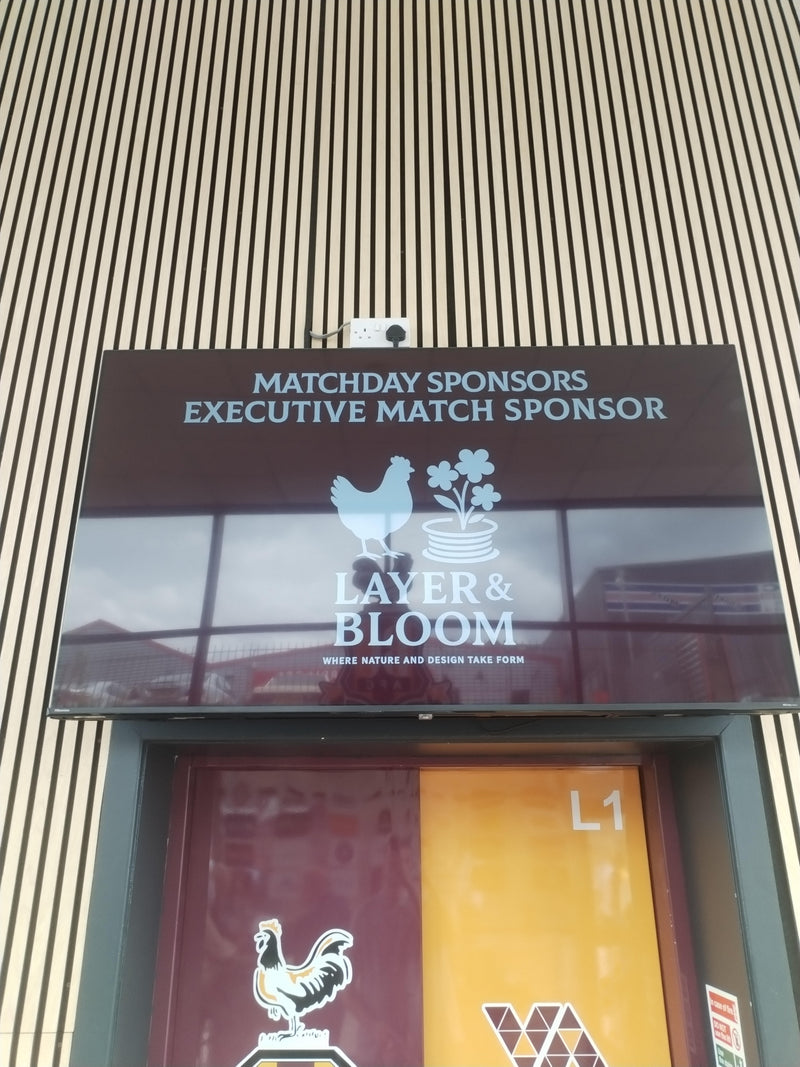 MATCHDAY SPONSORS
EXECUTIVE MATCH SPONSOR
LAYER &
BLOOM
WHERE NATURE AND DESIGN TAKE FORM
L1